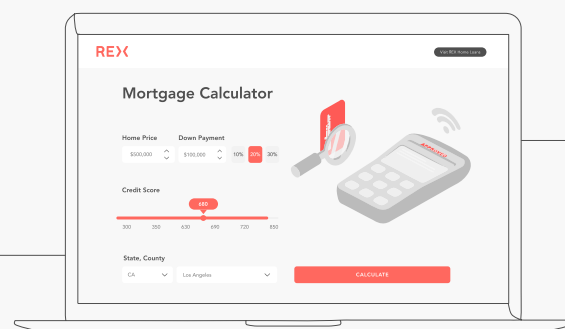 REX
Visit REX Home Loans
Mortgage Calculator
Home Price
Down Payment
$500,000
$100,000
10%
20%
30%
APPROVED
Credit Score
680
300
350
630
690
720
850
State, County
CA
Los Angeles
CALCULATE